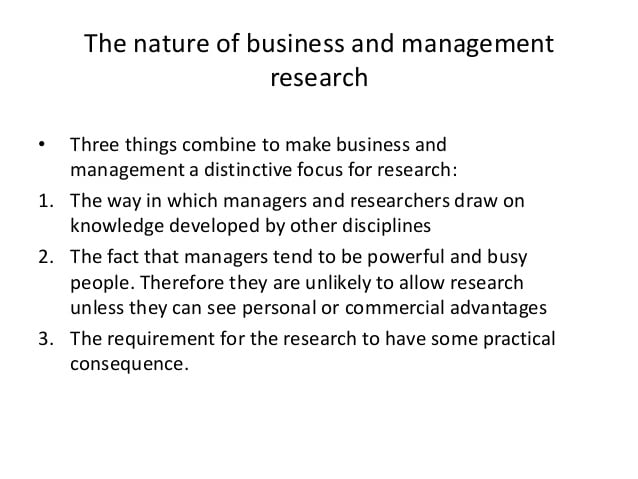 The nature of business and management
research
• Three things combine to make business and
management a distinctive focus for research:
1. The way in which managers and researchers draw on
knowledge developed by other disciplines
2. The fact that managers tend to be powerful and busy
people. Therefore they are unlikely to allow research
unless they can see personal or commercial advantages
3. The requirement for the research to have some practical
consequence.